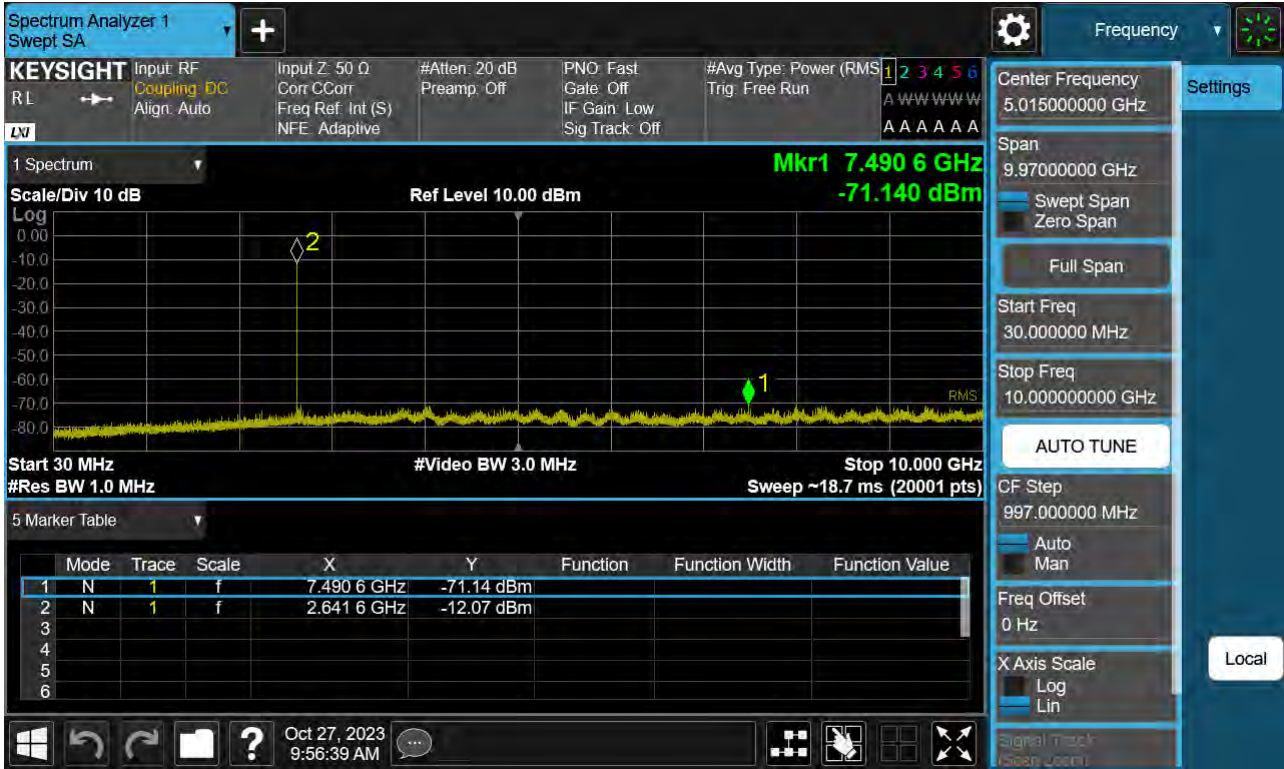 Spectrum Analyzer 1
Swept SA
+
Frequency
KEYSIGHT
R L
LXI
Input: RF
Coupling: DC
Align: Auto
Input Z: 50 Ω
Corr CCorr
Freq Ref: Int (S)
NFE: Adaptive
#Atten: 20 dB
Preamp: Off
PNO: Fast
Gate: Off
IF Gain: Low
Sig Track: Off
#Avg Type: Power (RMS
Trig: Free Run
1 2 3 4 5 6
A W W W W W
A A A A A A
1 Spectrum
Mkr1 7.490 6 GHz
Scale/Div 10 dB
Ref Level 10.00 dBm
-71.140 dBm
Log
0.00
-10.0
-20.0
-30.0
-40.0
-50.0
-60.0
-70.0
-80.0
2
1
RMS
Start 30 MHz
#Video BW 3.0 MHz
Stop 10.000 GHz
#Res BW 1.0 MHz
Sweep ~18.7 ms (20001 pts)
5 Marker Table
Mode Trace Scale X Y Function Function Width Function Value
1 N 1 f 7.490 6 GHz -71.14 dBm
2 N 1 f 2.641 6 GHz -12.07 dBm
3
4
5
6
?
Oct 27, 2023
9:56:39 AM
Center Frequency
5.015000000 GHz
Span
9.97000000 GHz
Swept Span
Zero Span
Full Span
Start Freq
30.000000 MHz
Stop Freq
10.000000000 GHz
AUTO TUNE
CF Step
997.000000 MHz
Auto
Man
Freq Offset
0 Hz
X Axis Scale
Log
Lin
Signal Track
(Span Zoom)
Settings
Local